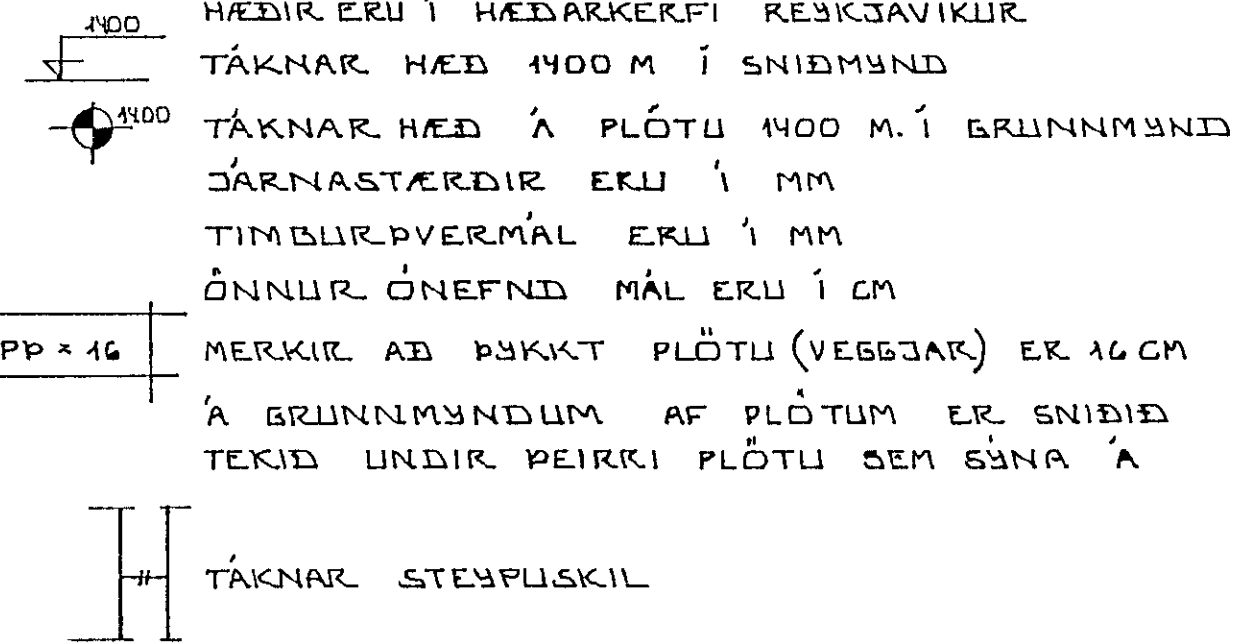 HÆÐIR ERU Í HÆÐARKERFI REYKJAVÍKUR
1400
TÁKNAR HÆÐ 1400 M Í SNIÐMYND
1400
TÁKNAR HÆÐ Á PLÖTU 1400 M. Í GRUNNMYND
JÁRNASTÆRÐIR ERU Í MM
TIMBURÞVERMÁL ERU Í MM
ÖNNUR ÓNEFND MÁL ERU Í CM
PÞ = 16
MERKIR AÐ ÞYKKT PLÖTU (VEGGJAR) ER 16 CM
Á GRUNNMYNDUM AF PLÖTUM ER SNIÐIÐ
TEKIÐ UNDIR ÞEIRRI PLÖTU SEM SÝNA Á
TÁKNAR STEYPUSKIL